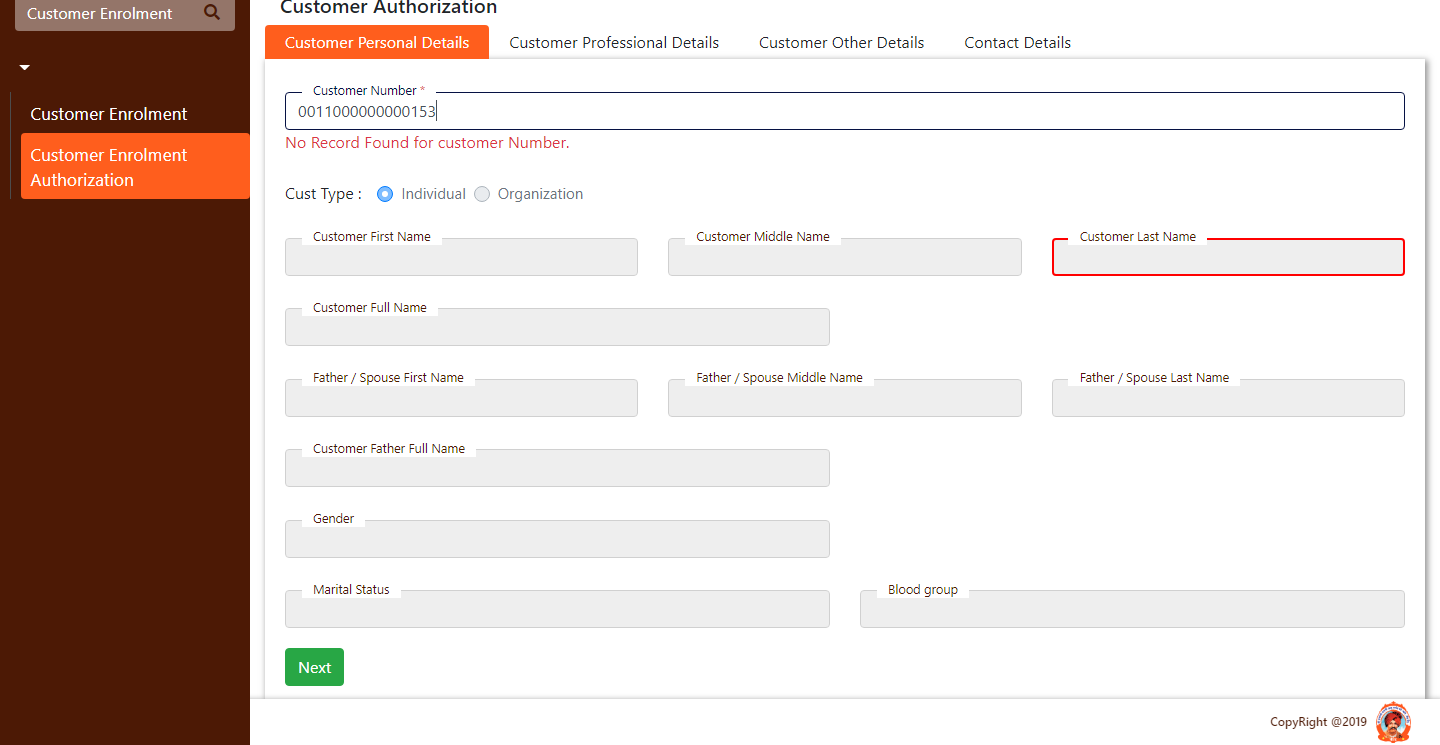 Customer Enrolment
Customer Enrolment
Customer Enrolment
Authorization
Customer Authorization
Customer Personal Details Customer Professional Details Customer Other Details Contact Details
Customer Number *
0011000000000153
No Record Found for customer Number.
Cust Type : Individual Organization
Customer First Name Customer Middle Name Customer Last Name
Customer Full Name
Father / Spouse First Name Father / Spouse Middle Name Father / Spouse Last Name
Customer Father Full Name
Gender
Marital Status Blood group
Next
CopyRight @2019